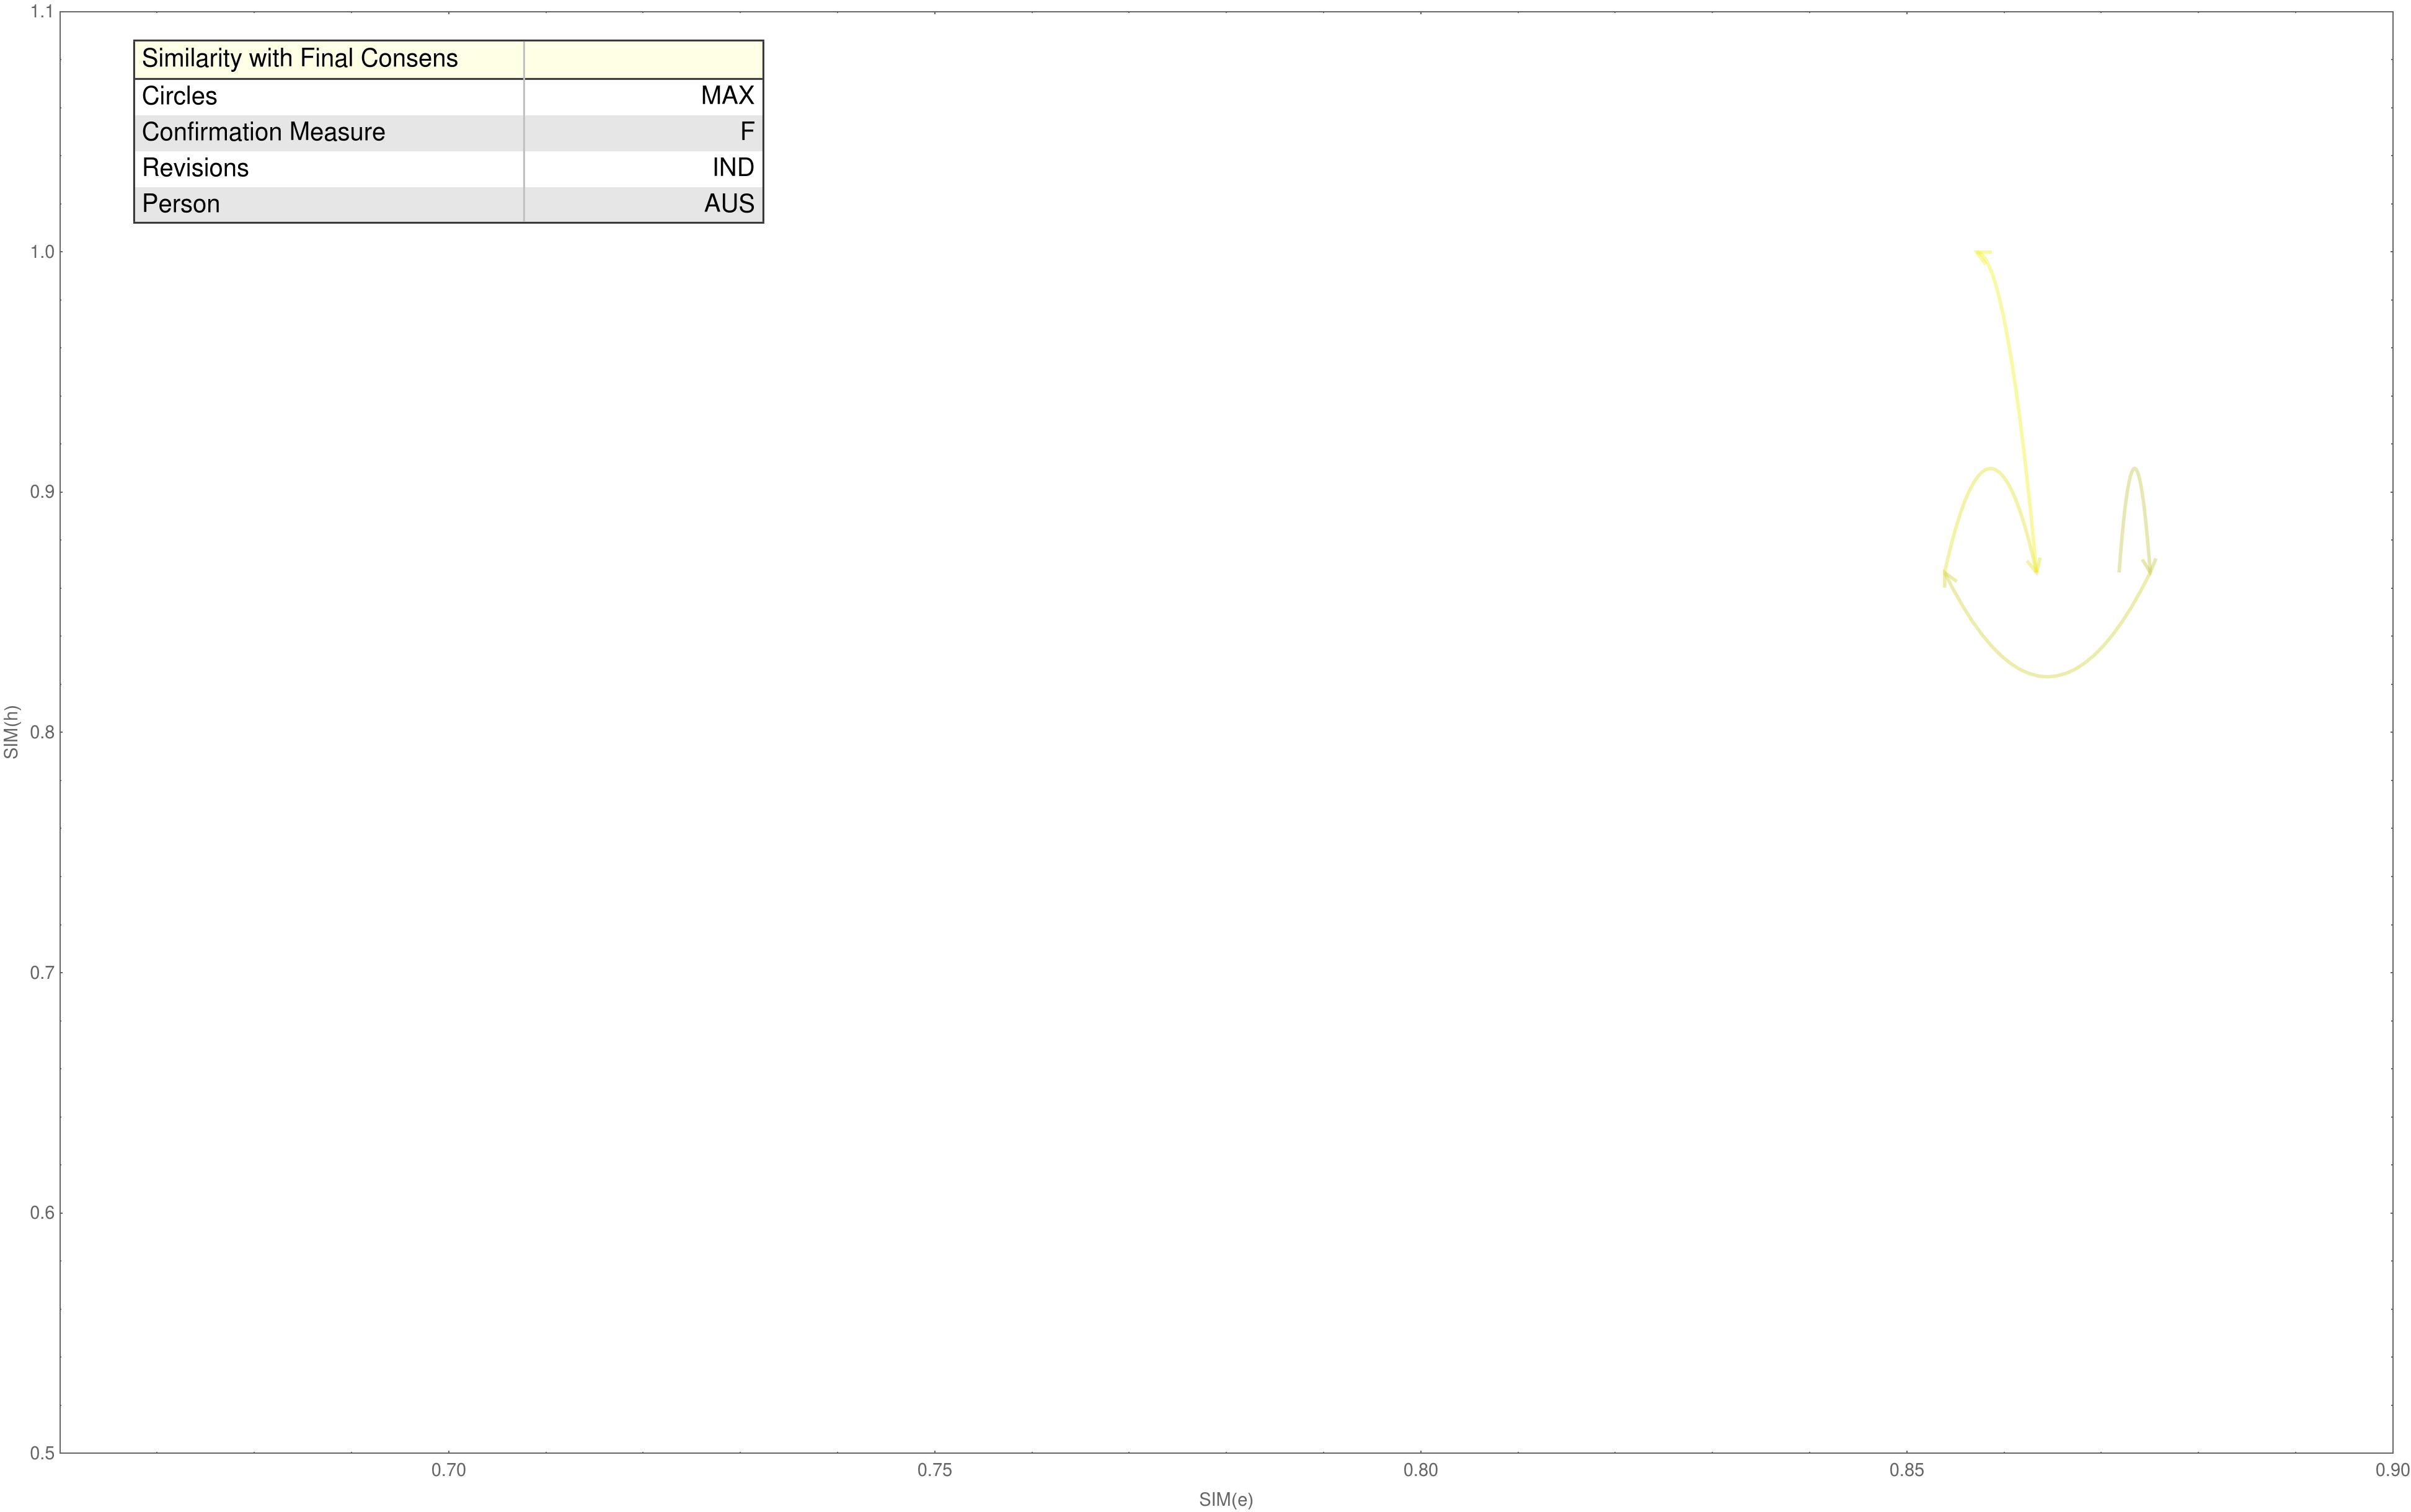 1.1
Similarity with Final Consens
Circles MAX
Confirmation Measure F
Revisions IND
Person AUS
1.0
0.9
0.8
SIM(h)
0.7
0.6
0.5
0.70 0.75 0.80 0.85 0.90
SIM(e)